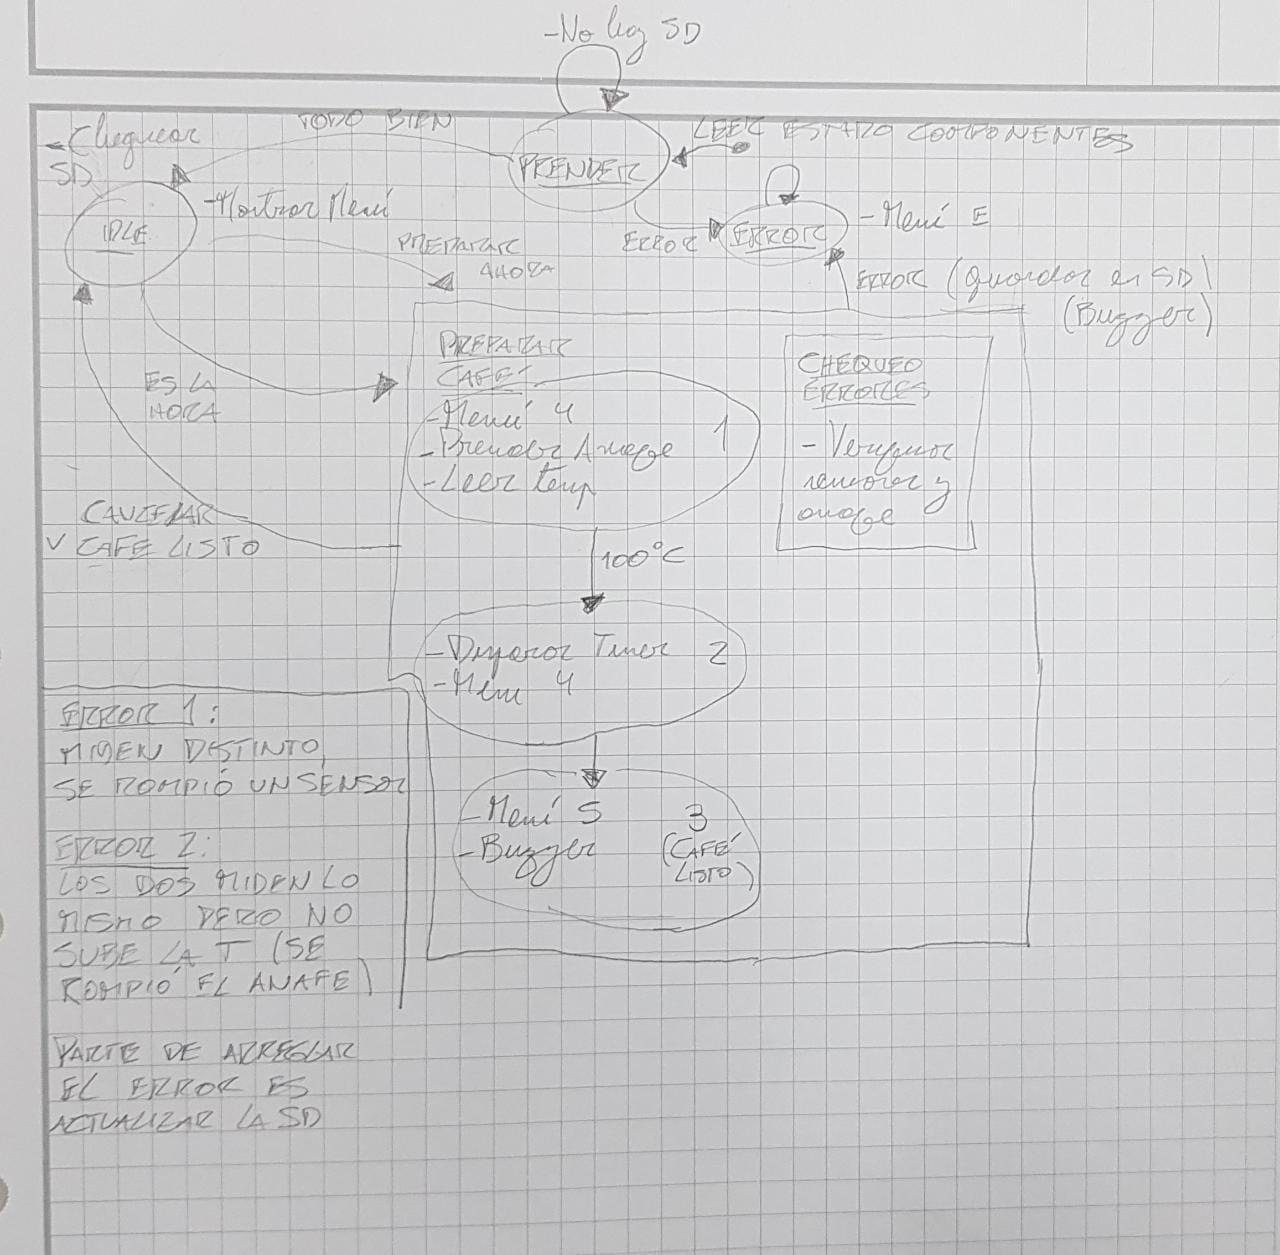 -No hay SD
TODO BIEN
LEER ESTADO COMPONENTES
-Chequear
SD
PRENDER
IDLE
-Mostrar Menú
ERROR
ERROR
-Menú E
PREPARAR
AHORA
ERROR (Guardar en SD)
(Buzzer)
PREPARAR
CAFÉ
-Menú 4
-Prender Anafe
-Leer temp
1
CHEQUEO
ERRORES
-Verificar
sensores y
anafe
ES LA
HORA
CANCELAR
V CAFÉ LISTO
100°C
-Disparar Timer
-Menu 4
2
-Menú 5
-Buzzer
3
(CAFÉ
LISTO)
ERROR 1:
MIDEN DISTINTO,
SE ROMPIÓ UN SENSOR
ERROR 2:
LOS DOS MIDEN LO
MISMO PERO NO
SUBE LA T (SE
ROMPIÓ EL ANAFE)
PARTE DE ARREGLAR
EL ERROR ES
ACTUALIZAR LA SD